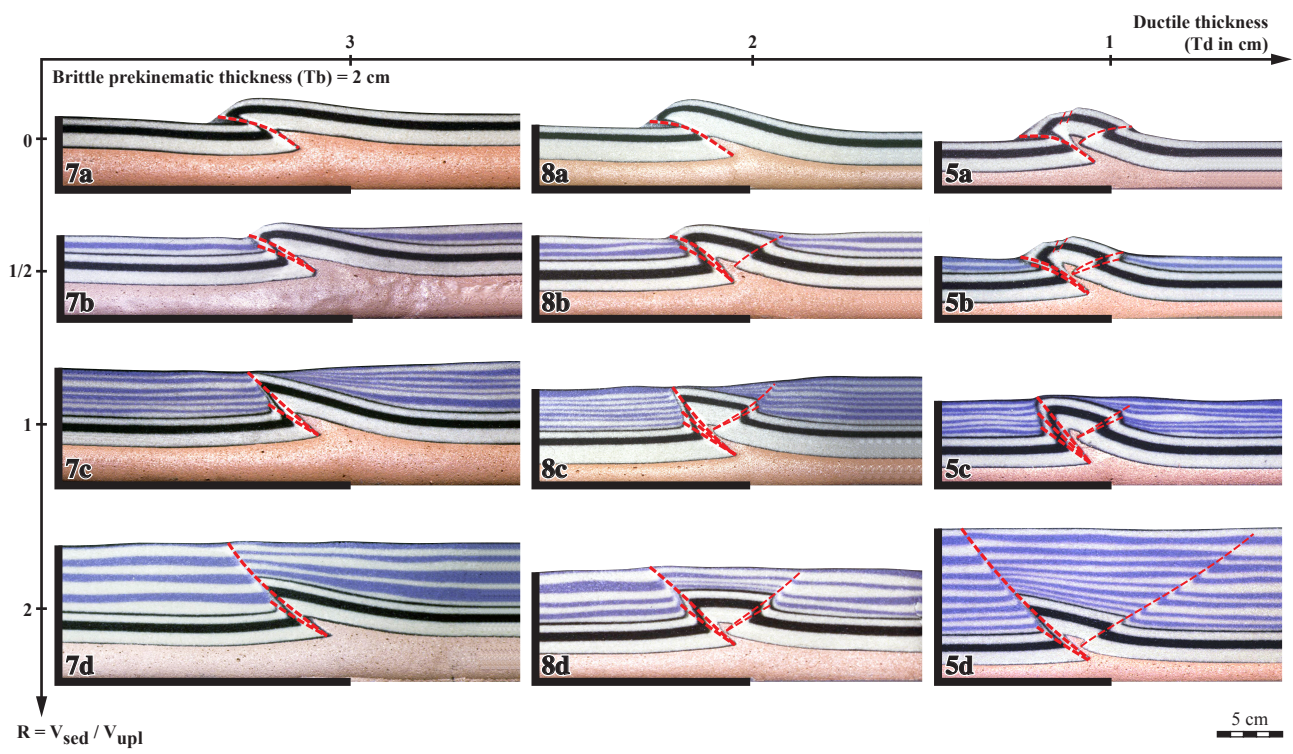 Ductile thickness
(Td in cm)
3
2
1
Brittle prekinematic thickness (Tb) = 2 cm
0
7a
8a
5a
1/2
7b
8b
5b
1
7c
8c
5c
2
7d
8d
5d
R = Vsed / Vupl
5 cm